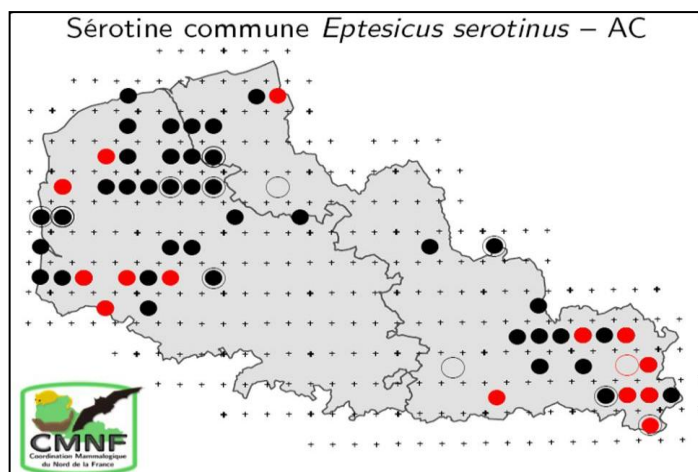 Sérotine commune Eptesicus serotinus – AC
CMNF
Coordination Mammalogique
du Nord de la France